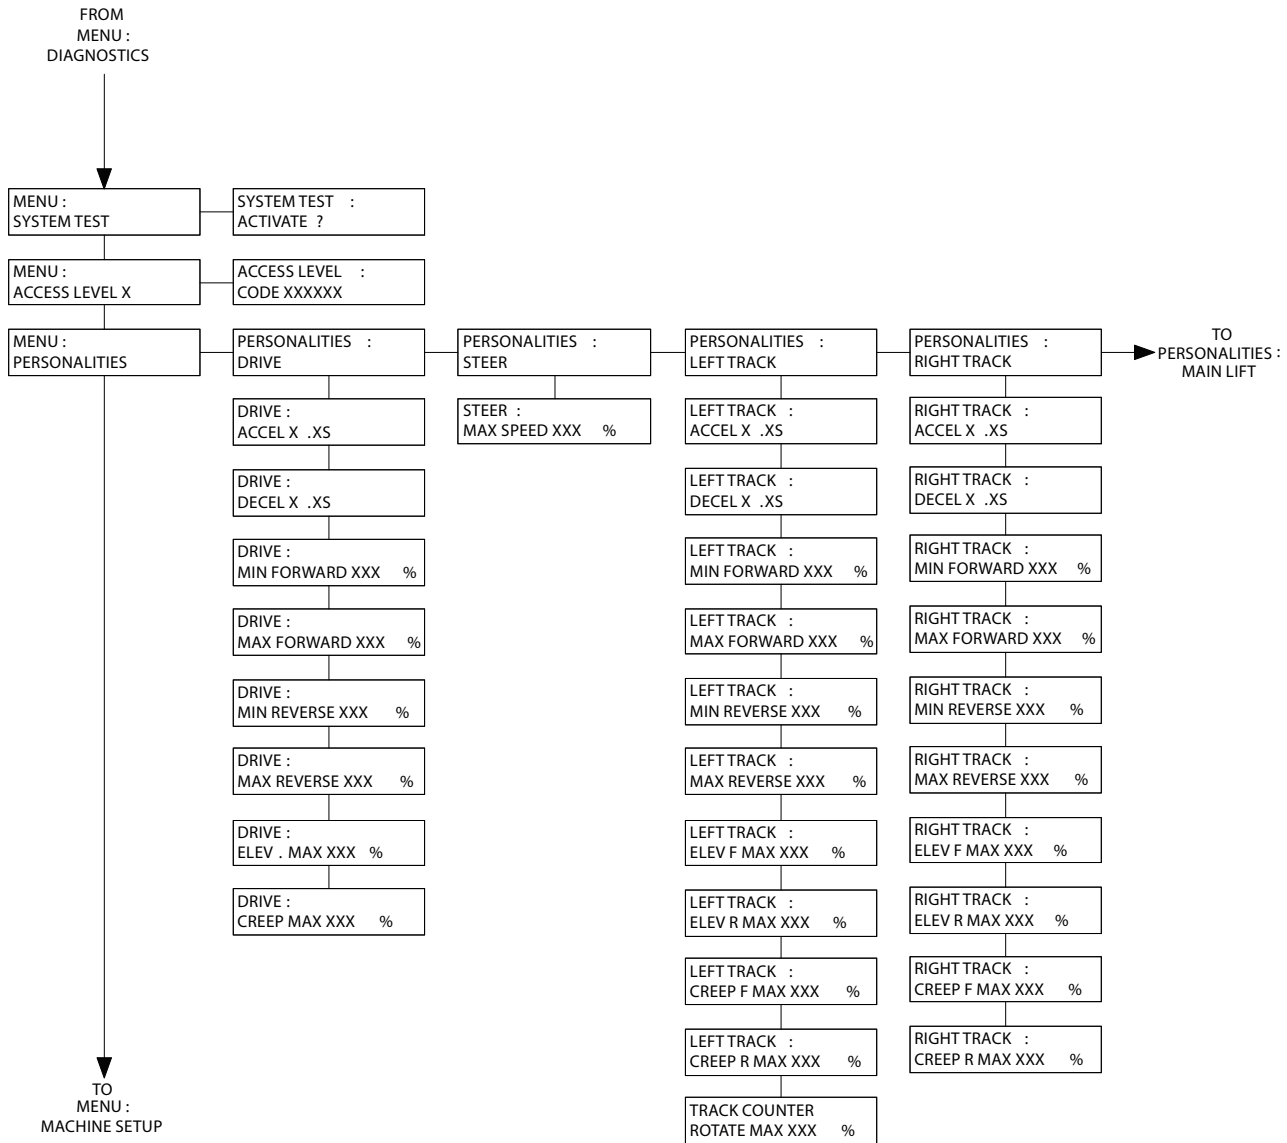 FROM
MENU :
DIAGNOSTICS
MENU :
SYSTEM TEST
SYSTEM TEST :
ACTIVATE ?
MENU :
ACCESS LEVEL X
ACCESS LEVEL :
CODE XXXXXX
MENU :
PERSONALITIES
PERSONALITIES :
DRIVE
PERSONALITIES :
STEER
PERSONALITIES :
LEFT TRACK
PERSONALITIES :
RIGHT TRACK
TO
PERSONALITIES :
MAIN LIFT
DRIVE :
ACCEL X .XS
DRIVE :
DECEL X .XS
DRIVE :
MIN FORWARD XXX %
DRIVE :
MAX FORWARD XXX %
DRIVE :
MIN REVERSE XXX %
DRIVE :
MAX REVERSE XXX %
DRIVE :
ELEV . MAX XXX %
DRIVE :
CREEP MAX XXX %
STEER :
MAX SPEED XXX %
LEFT TRACK :
ACCEL X .XS
LEFT TRACK :
DECEL X .XS
LEFT TRACK :
MIN FORWARD XXX %
LEFT TRACK :
MAX FORWARD XXX %
LEFT TRACK :
MIN REVERSE XXX %
LEFT TRACK :
MAX REVERSE XXX %
LEFT TRACK :
ELEV F MAX XXX %
LEFT TRACK :
ELEV R MAX XXX %
LEFT TRACK :
CREEP F MAX XXX %
LEFT TRACK :
CREEP R MAX XXX %
TRACK COUNTER
ROTATE MAX XXX %
RIGHT TRACK :
ACCEL X .XS
RIGHT TRACK :
DECEL X .XS
RIGHT TRACK :
MIN FORWARD XXX %
RIGHT TRACK :
MAX FORWARD XXX %
RIGHT TRACK :
MIN REVERSE XXX %
RIGHT TRACK :
MAX REVERSE XXX %
RIGHT TRACK :
ELEV F MAX XXX %
RIGHT TRACK :
ELEV R MAX XXX %
RIGHT TRACK :
CREEP F MAX XXX %
RIGHT TRACK :
CREEP R MAX XXX %
TO
MENU :
MACHINE SETUP